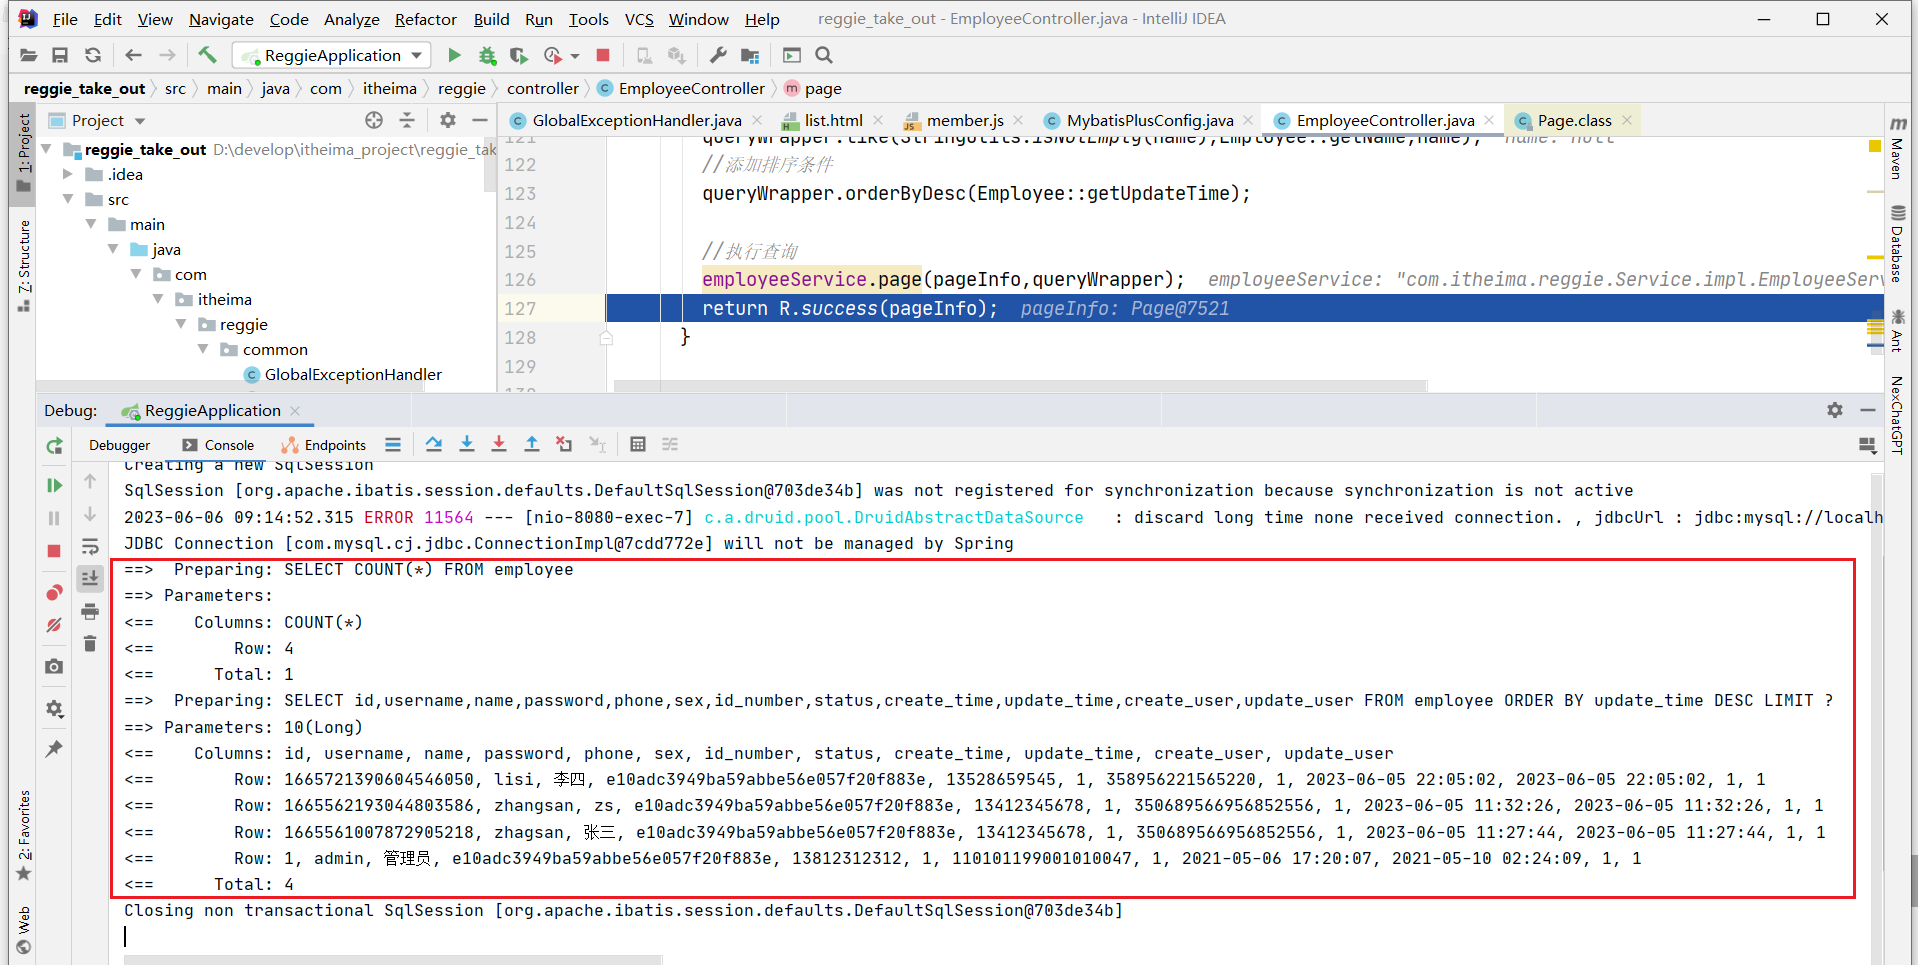 File Edit View Navigate Code Analyze Refactor Build Run Tools VCS Window Help reggie_take_out - EmployeeController.java - IntelliJ IDEA
ReggieApplication
reggie_take_out src main java com itheima reggie controller EmployeeController page
Project
GlobalExceptionHandler.java list.html member.js MybatisPlusConfig.java EmployeeController.java Page.class
1: Project
7: Structure
2: Favorites
Web
reggie_take_out D:\develop\itheima_project\reggie_tak
.idea
src
main
java
com
itheima
reggie
common
GlobalExceptionHandler
121 queryWrapper.like(StringUtils.isNotEmpty(name),Employee::getName,name); name: null
122 //添加排序条件
123 queryWrapper.orderByDesc(Employee::getUpdateTime);
124
125 //执行查询
126 employeeService.page(pageInfo,queryWrapper); employeeService: "com.itheima.reggie.Service.impl.EmployeeServ
127 return R.success(pageInfo); pageInfo: Page@7521
128 }
129
Maven
Database
Ant
NexChatGPT
Debug: ReggieApplication
Debugger Console Endpoints
Creating a new SqlSession
SqlSession [org.apache.ibatis.session.defaults.DefaultSqlSession@703de34b] was not registered for synchronization because synchronization is not active
2023-06-06 09:14:52.315 ERROR 11564 --- [nio-8080-exec-7] c.a.druid.pool.DruidAbstractDataSource : discard long time none received connection. , jdbcUrl : jdbc:mysql://localh
JDBC Connection [com.mysql.cj.jdbc.ConnectionImpl@7cdd772e] will not be managed by Spring
==> Preparing: SELECT COUNT(*) FROM employee
==> Parameters:
<== Columns: COUNT(*)
<== Row: 4
<== Total: 1
==> Preparing: SELECT id,username,name,password,phone,sex,id_number,status,create_time,update_time,create_user,update_user FROM employee ORDER BY update_time DESC LIMIT ?
==> Parameters: 10(Long)
<== Columns: id, username, name, password, phone, sex, id_number, status, create_time, update_time, create_user, update_user
<== Row: 1665721390604546050, lisi, 李四, e10adc3949ba59abbe56e057f20f883e, 13528659545, 1, 358956221565220, 1, 2023-06-05 22:05:02, 2023-06-05 22:05:02, 1, 1
<== Row: 1665562193044803586, zhangsan, zs, e10adc3949ba59abbe56e057f20f883e, 13412345678, 1, 350689566956852556, 1, 2023-06-05 11:32:26, 2023-06-05 11:32:26, 1, 1
<== Row: 1665561007872905218, zhagsan, 张三, e10adc3949ba59abbe56e057f20f883e, 13412345678, 1, 350689566956852556, 1, 2023-06-05 11:27:44, 2023-06-05 11:27:44, 1, 1
<== Row: 1, admin, 管理员, e10adc3949ba59abbe56e057f20f883e, 13812312312, 1, 110101199001010047, 1, 2021-05-06 17:20:07, 2021-05-10 02:24:09, 1, 1
<== Total: 4
Closing non transactional SqlSession [org.apache.ibatis.session.defaults.DefaultSqlSession@703de34b]